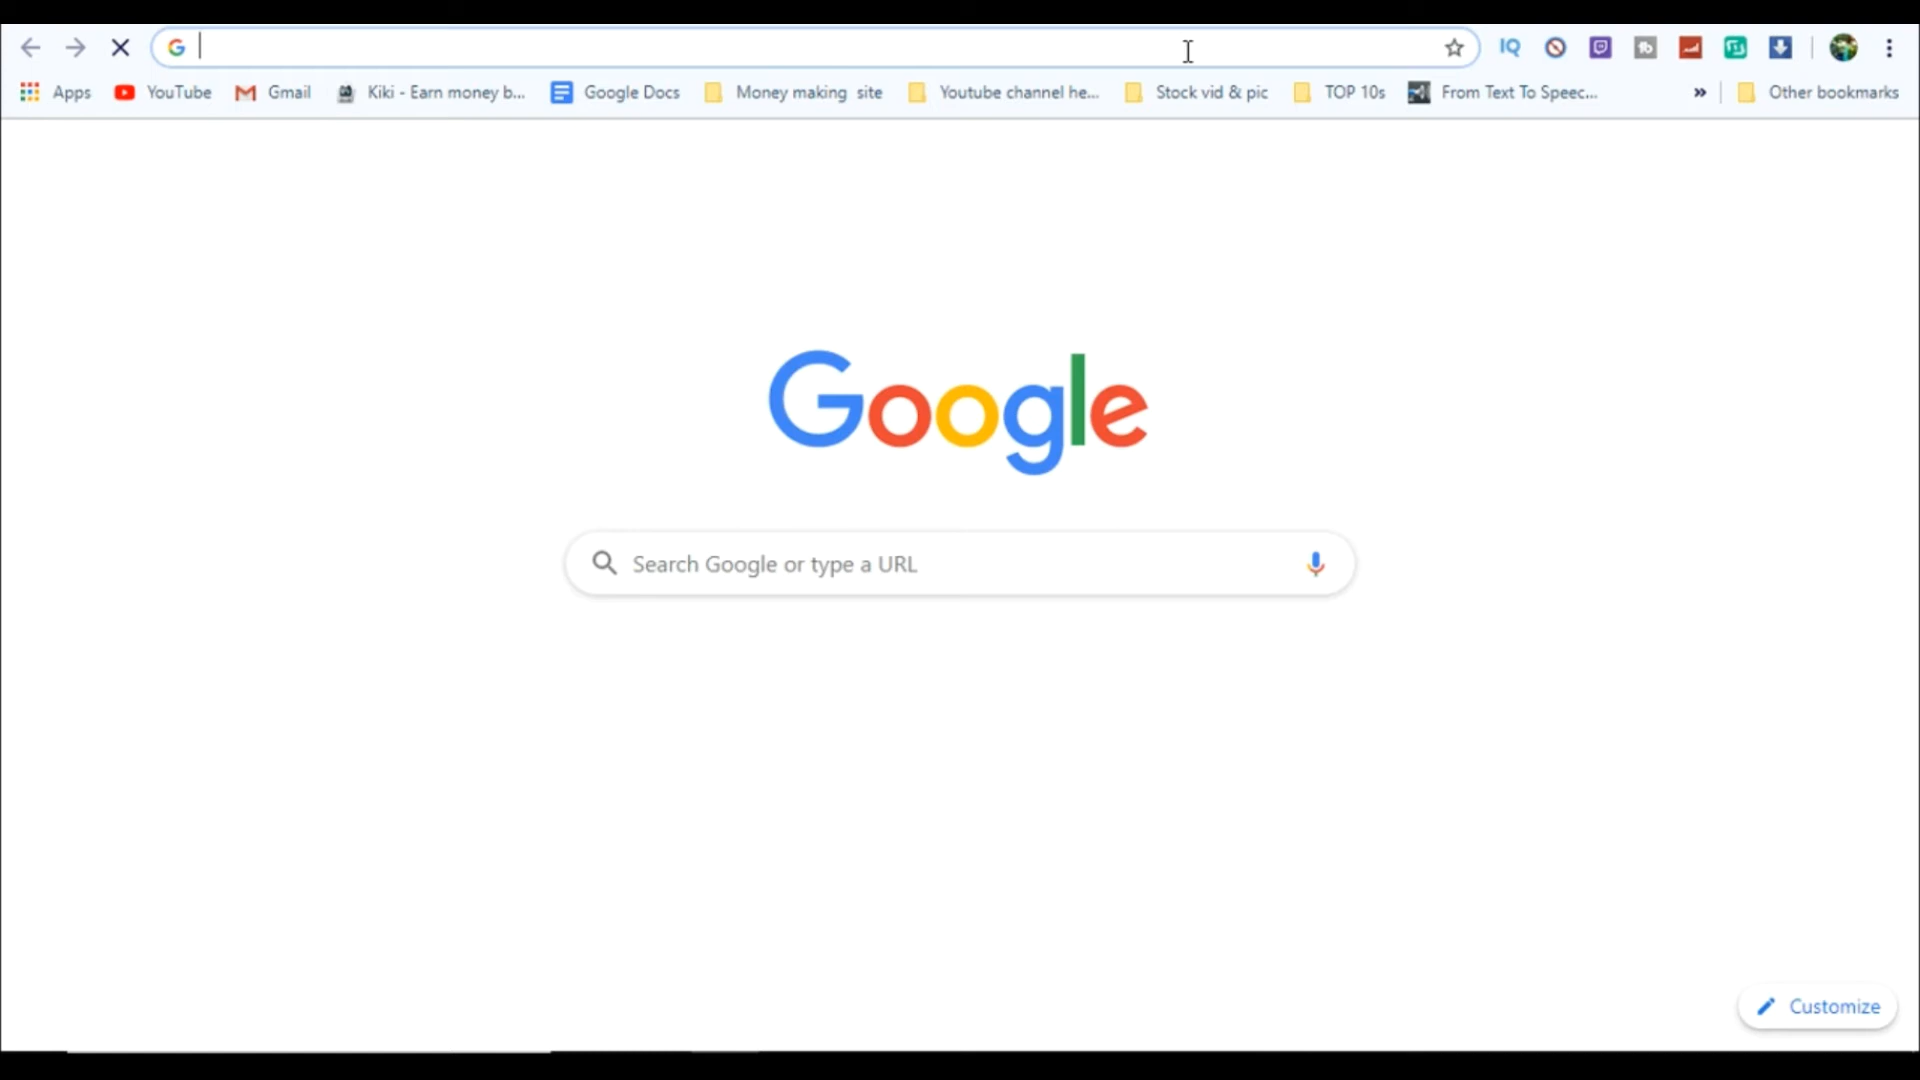 IQ
Apps YouTube Gmail Kiki - Earn money b... Google Docs Money making site Youtube channel he... Stock vid & pic TOP 10s From Text To Speec... » Other bookmarks
Google
Search Google or type a URL
Customize